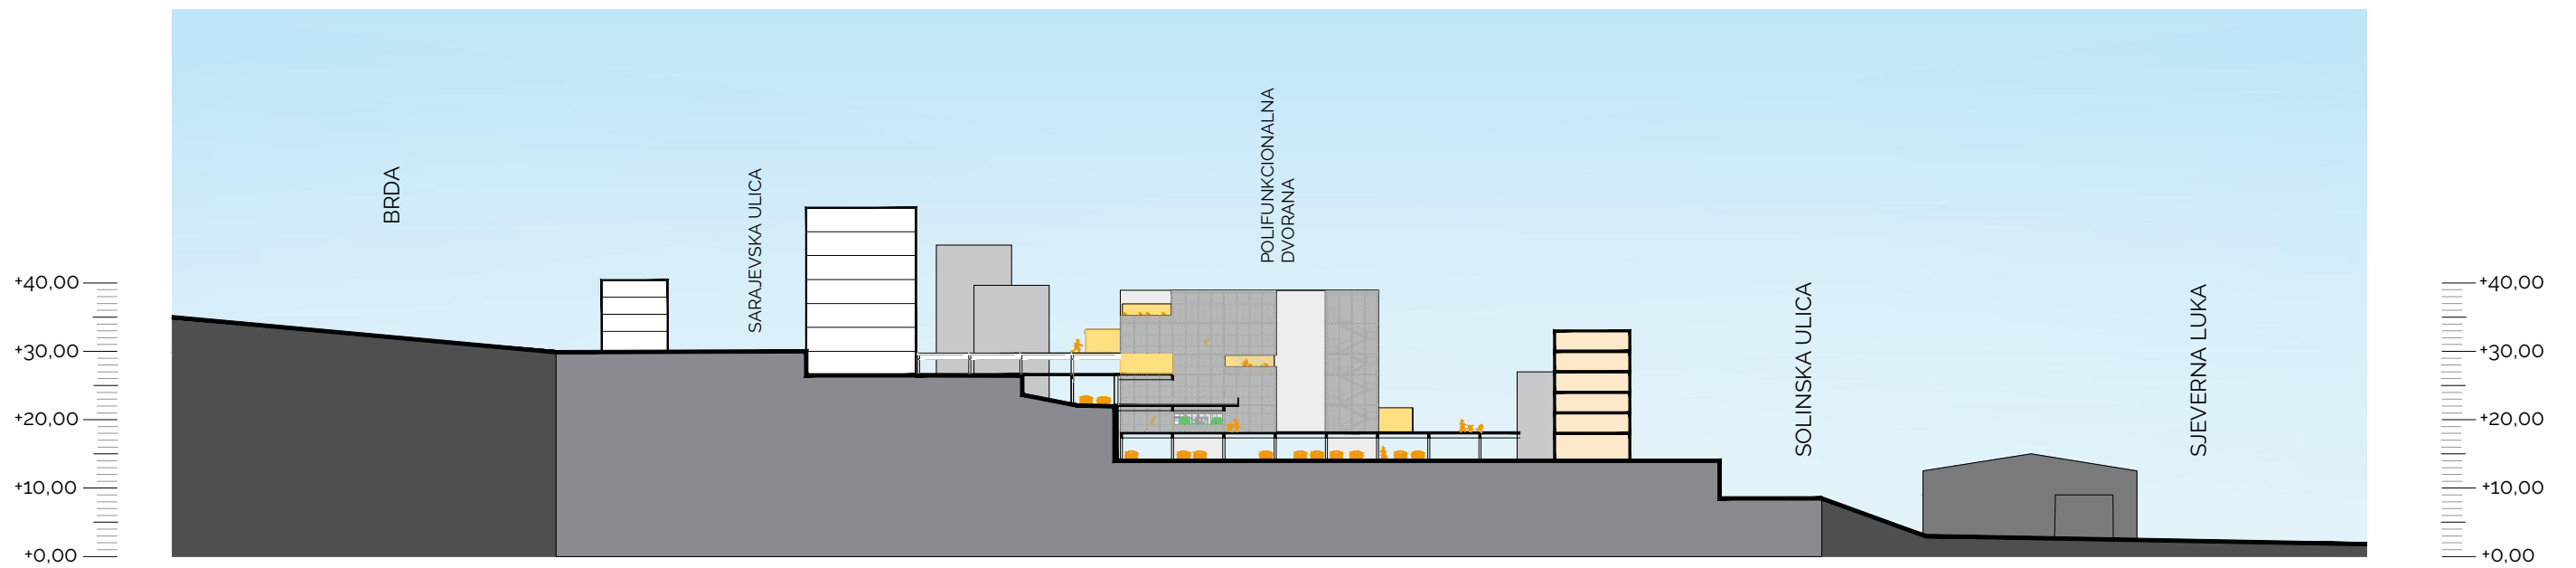 BRDA
SARAJEVSKA ULICA
POLIFUNKCIONALNA
DVORANA
SOLINSKA ULICA
SJEVERNA LUKA
+40,00
+30,00
+20,00
+10,00
+0,00
+40,00
+30,00
+20,00
+10,00
+0,00